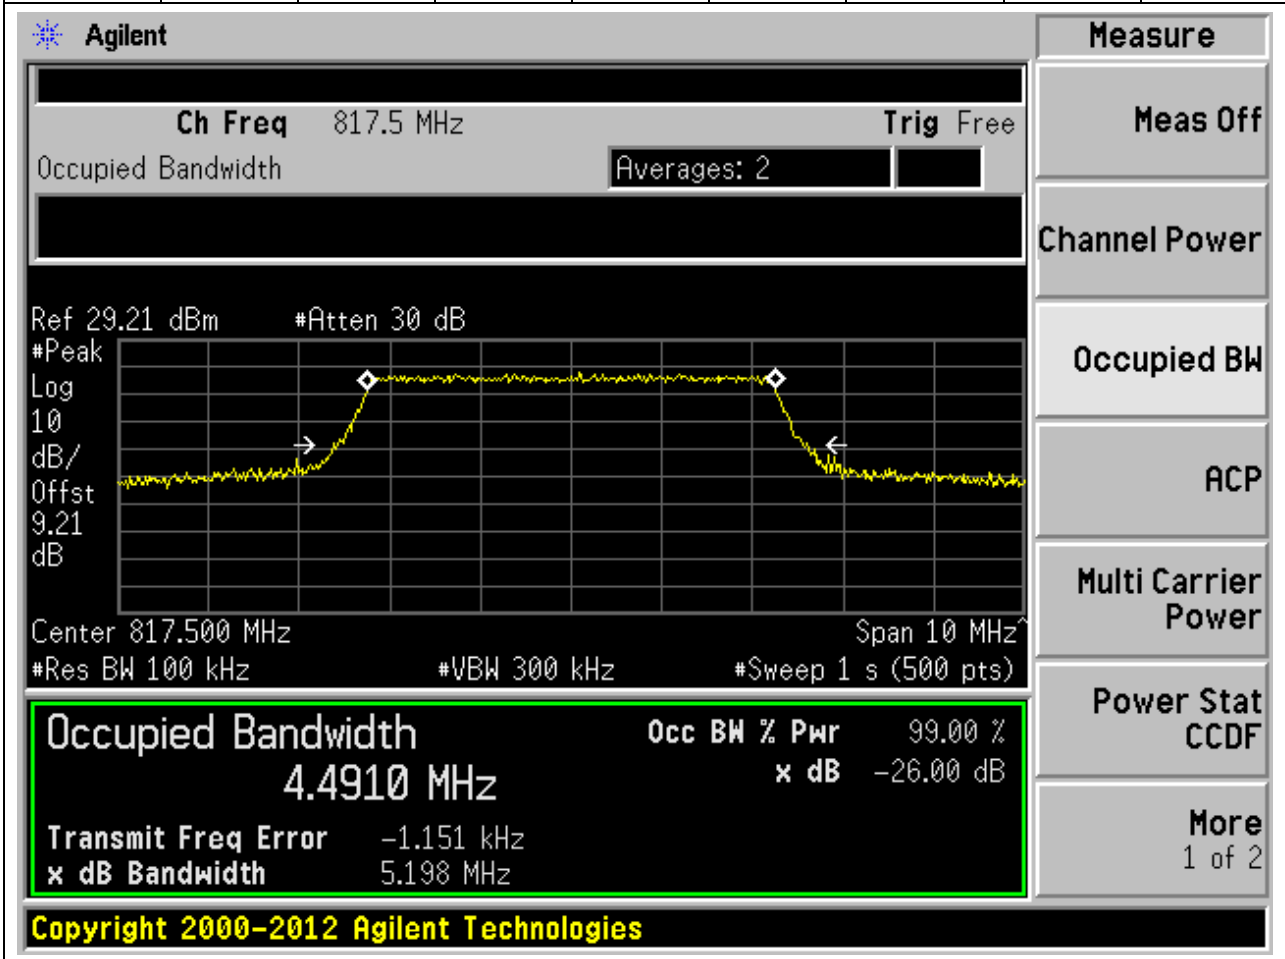 Agilent
Measure
Ch Freq 817.5 MHz Trig Free
Occupied Bandwidth Averages: 2
Meas Off
Channel Power
Occupied BW
ACP
Multi Carrier
Power
Power Stat
CCDF
More
1 of 2
Ref 29.21 dBm #Atten 30 dB
#Peak
Log
10
dB/
Offst
9.21
dB
Center 817.500 MHz Span 10 MHz^
#Res BW 100 kHz #VBW 300 kHz #Sweep 1 s (500 pts)
Occupied Bandwidth Occ BW % Pwr 99.00 %
4.4910 MHz x dB -26.00 dB
Transmit Freq Error -1.151 kHz
x dB Bandwidth 5.198 MHz
Copyright 2000-2012 Agilent Technologies